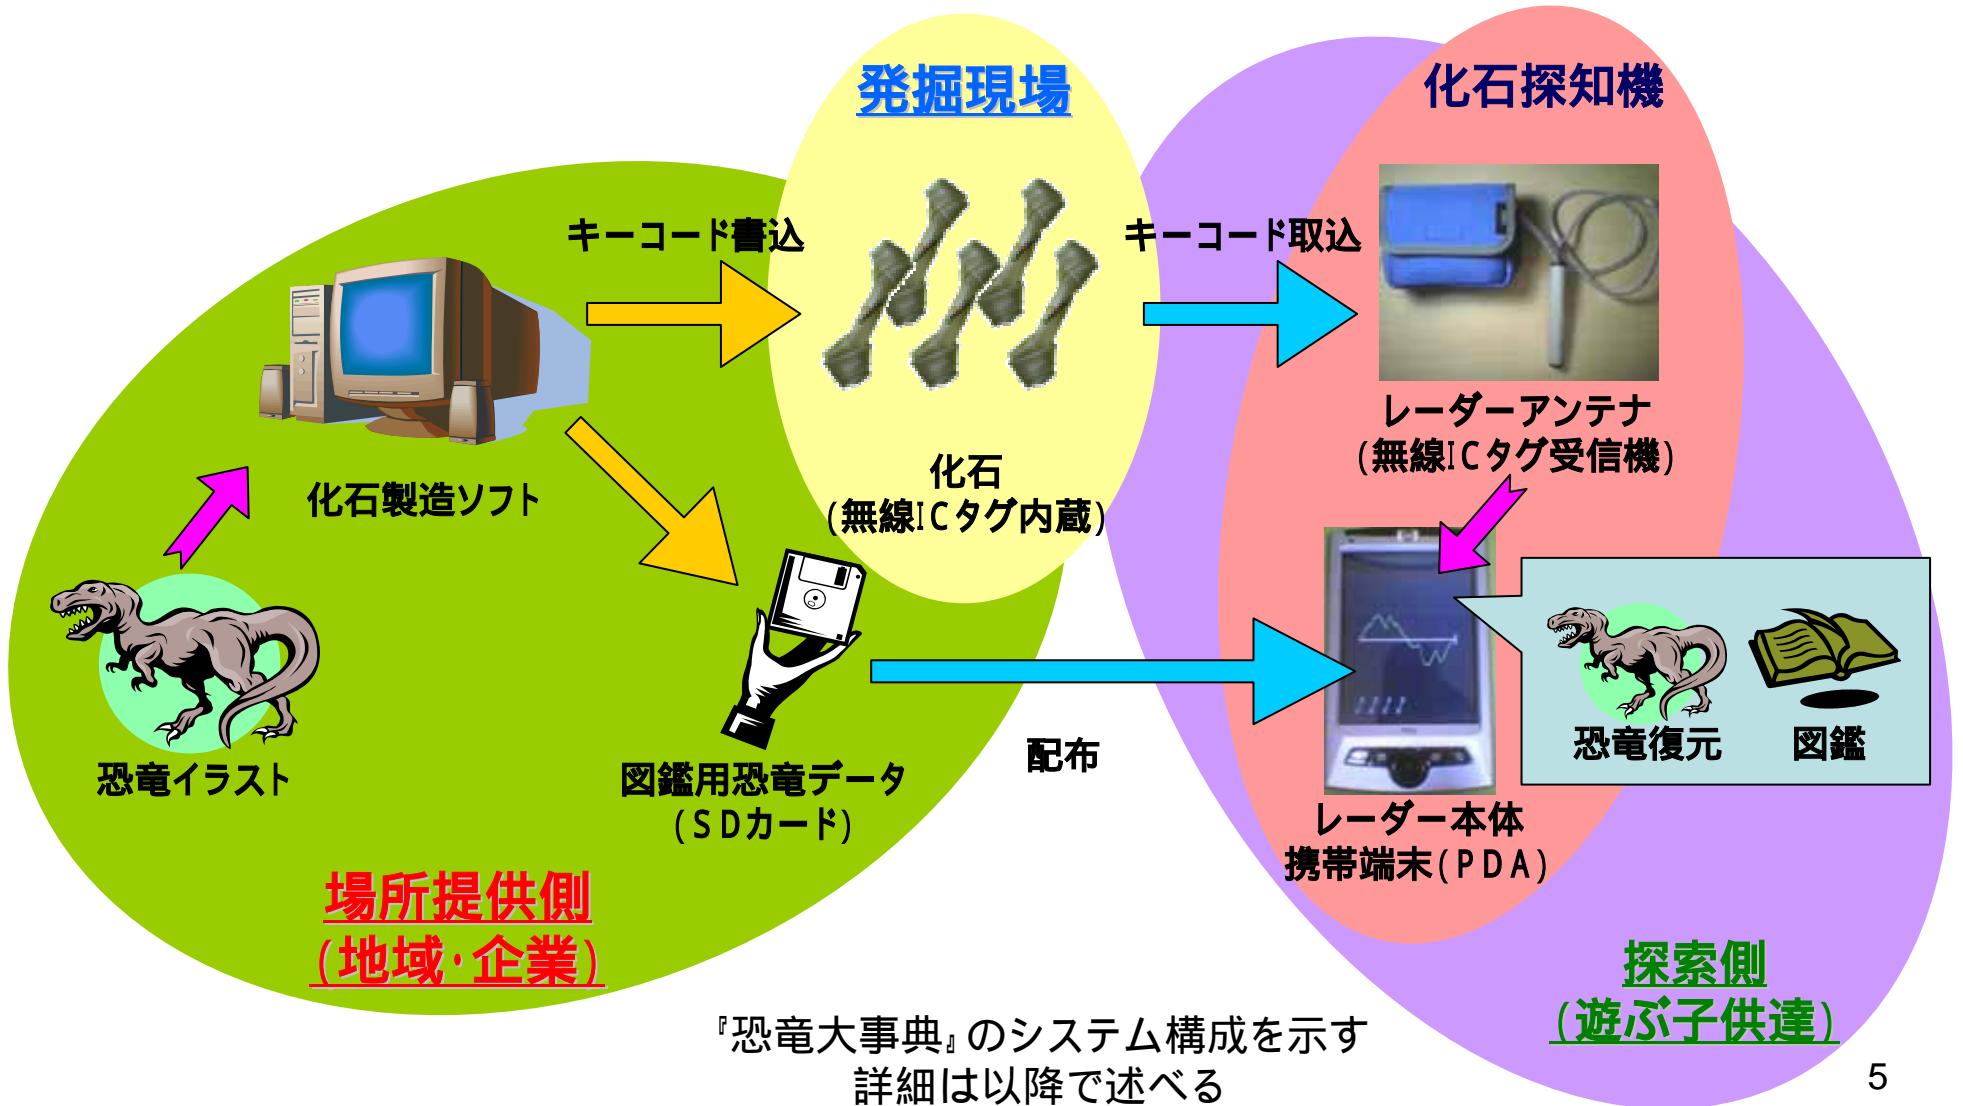 発掘現場
化石探知機
キーコード書込
キーコード取込
レーダーアンテナ
(無線ICタグ受信機)
化石
(無線ICタグ内蔵)
化石製造ソフト
恐竜イラスト
図鑑用恐竜データ
(SDカード)
配布
恐竜復元
図鑑
レーダー本体
携帯端末(PDA)
場所提供側
(地域・企業)
探索側
(遊ぶ子供達)
『恐竜大事典』のシステム構成を示す
詳細は以降で述べる
5